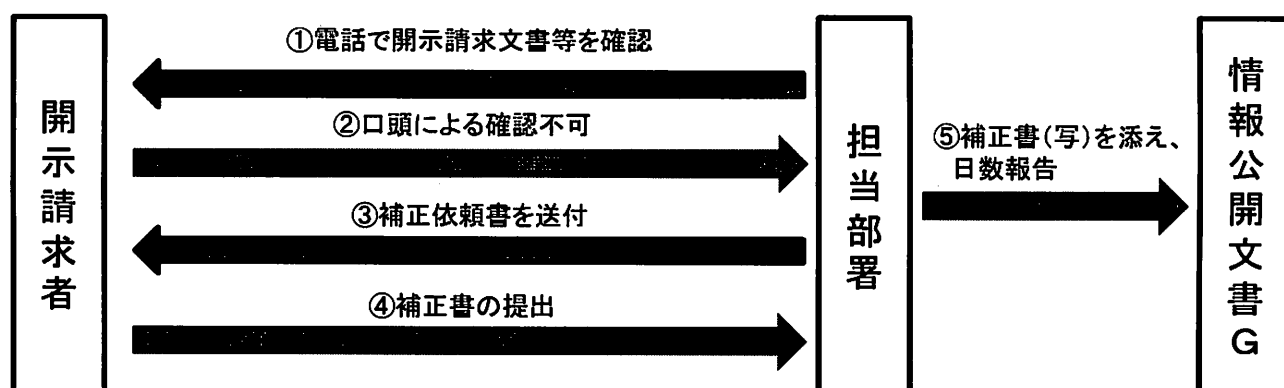 開示請求者
①電話で開示請求文書等を確認
②口頭による確認不可
③補正依頼書を送付
④補正書の提出
担当部署
⑤補正書(写)を添え、
日数報告
情報公開文書G